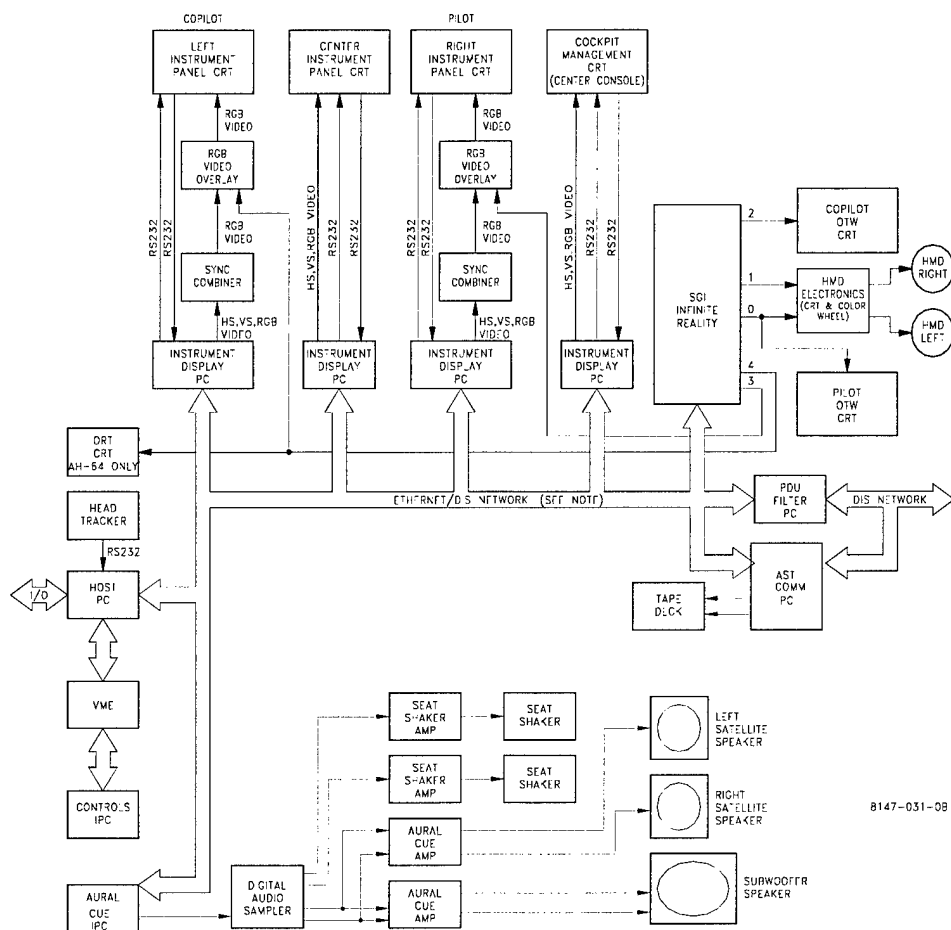 COPILOT
PILOT
LEFT
INSTRUMENT
PANEL CRT
CENTER
INSTRUMENT
PANEL CRT
RIGHT
INSTRUMENT
PANEL CRT
COCKPIT
MANAGEMENT
CRT
(CENTER CONSOLE)
RGB
VIDEO
RGB
VIDEO
OVERLAY
RS232
RS232
RGB
VIDEO
SYNC
COMBINER
HS,VS,RGB
VIDEO
INSTRUMENT
DISPLAY
PC
HS,VS,RGB VIDEO
RS232
RS232
INSTRUMENT
DISPLAY
PC
RGB
VIDEO
RGB
VIDEO
OVERLAY
RS232
RS232
RGB
VIDEO
SYNC
COMBINER
HS,VS,RGB
VIDEO
INSTRUMENT
DISPLAY
PC
HS,VS,RGB VIDEO
RS232
RS232
INSTRUMENT
DISPLAY
PC
SGI
INFINITE
REALITY
2
1
0
4
3
COPILOT
OTW
CRT
HMD
ELECTRONICS
(CRT & COLOR
WHEEL)
HMD
RIGHT
HMD
LEFT
PILOT
OTW
CRT
ORT
CRT
AH-64 ONLY
HEAD
TRACKER
RS232
ETHERNET/DIS NETWORK (SEE NOTE)
PDU
FILTER
PC
DIS NETWORK
I/O
HOST
PC
AST
COMM
PC
TAPE
DECK
VME
CONTROLS
IPC
SEAT
SHAKER
AMP
SEAT
SHAKER
LEFT
SATELLITE
SPEAKER
SEAT
SHAKER
AMP
SEAT
SHAKER
RIGHT
SATELLITE
SPEAKER
8147-031-0B
AURAL
CUE
AMP
AURAL
CUE
IPC
DIGITAL
AUDIO
SAMPLER
AURAL
CUE
AMP
SUBWOOFER
SPEAKER